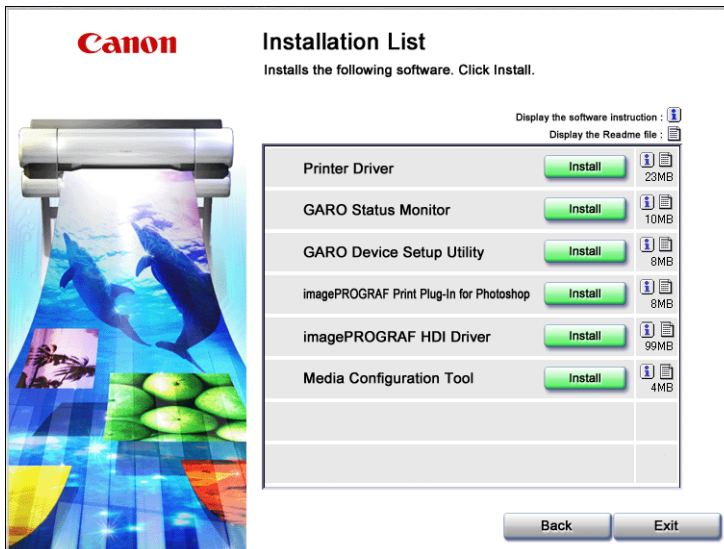 Canon
Installation List
Installs the following software. Click Install.
Display the software instruction :
Display the Readme file :
Printer Driver Install 23MB
GARO Status Monitor Install 10MB
GARO Device Setup Utility Install 8MB
imagePROGRAF Print Plug-In for Photoshop Install 8MB
imagePROGRAF HDI Driver Install 99MB
Media Configuration Tool Install 4MB
Back Exit